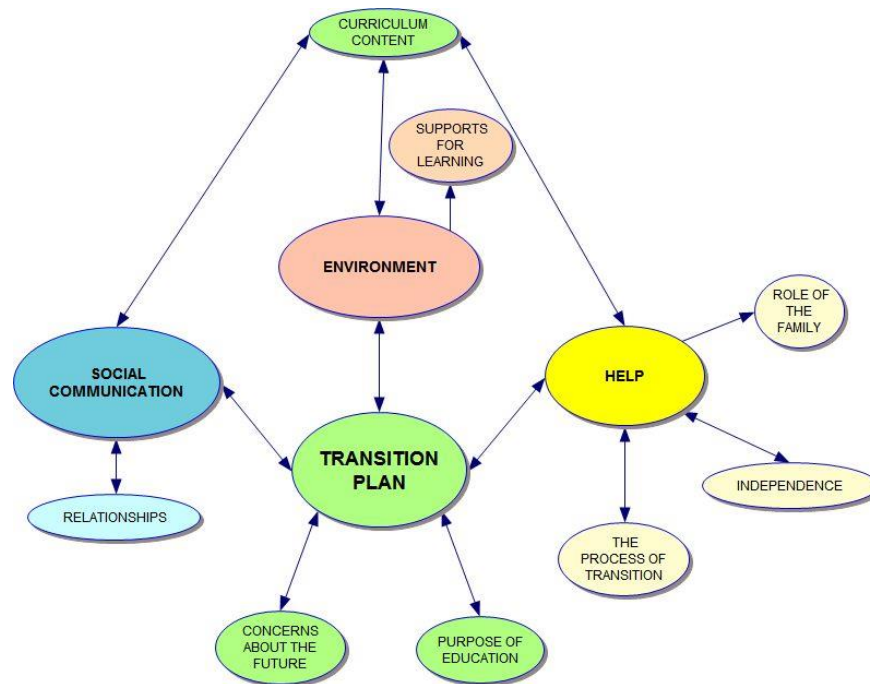 CURRICULUM
CONTENT
SUPPORTS
FOR
LEARNING
ENVIRONMENT
ROLE OF
THE
FAMILY
SOCIAL
COMMUNICATION
HELP
TRANSITION
PLAN
RELATIONSHIPS
INDEPENDENCE
THE
PROCESS OF
TRANSITION
CONCERNS
ABOUT THE
FUTURE
PURPOSE OF
EDUCATION